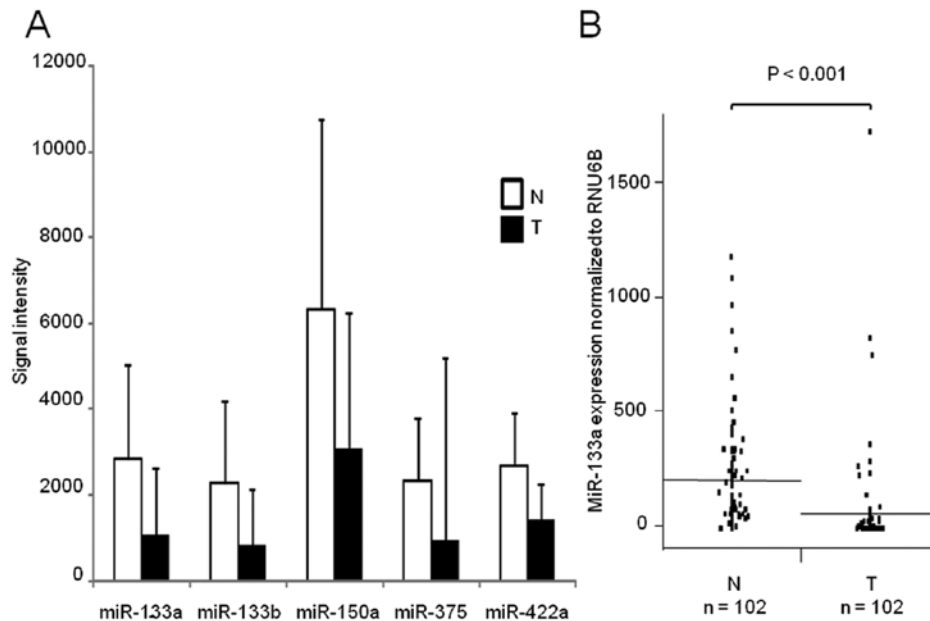 A
Signal intensity
12000
10000
8000
6000
4000
2000
0
N
T
miR-133a miR-133b miR-150a miR-375 miR-422a
B
P < 0.001
MiR-133a expression normalized to RNU6B
1500
1000
500
0
N T
n = 102 n = 102